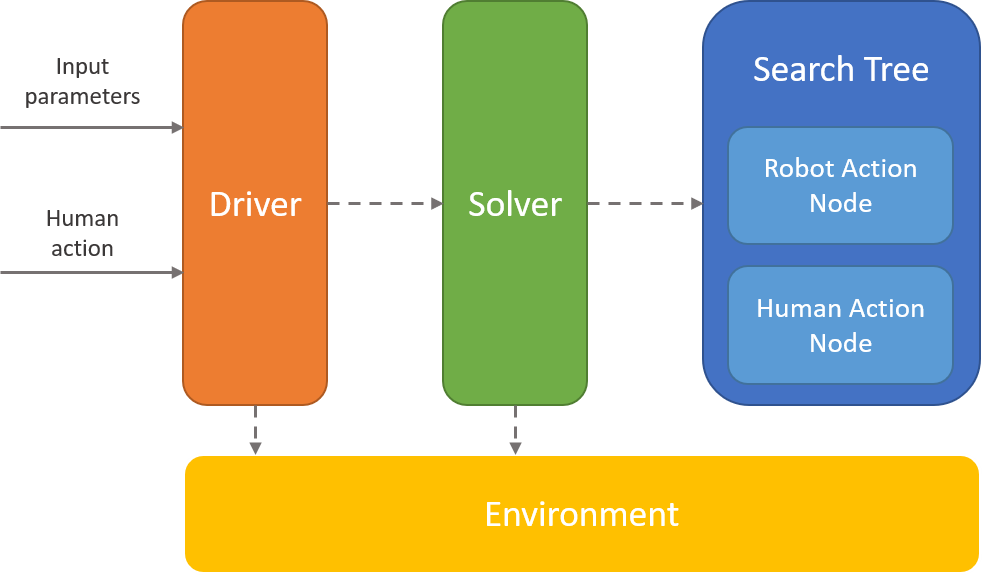 Input
parameters
Human
action
Driver
Solver
Search Tree
Robot Action
Node
Human Action
Node
Environment